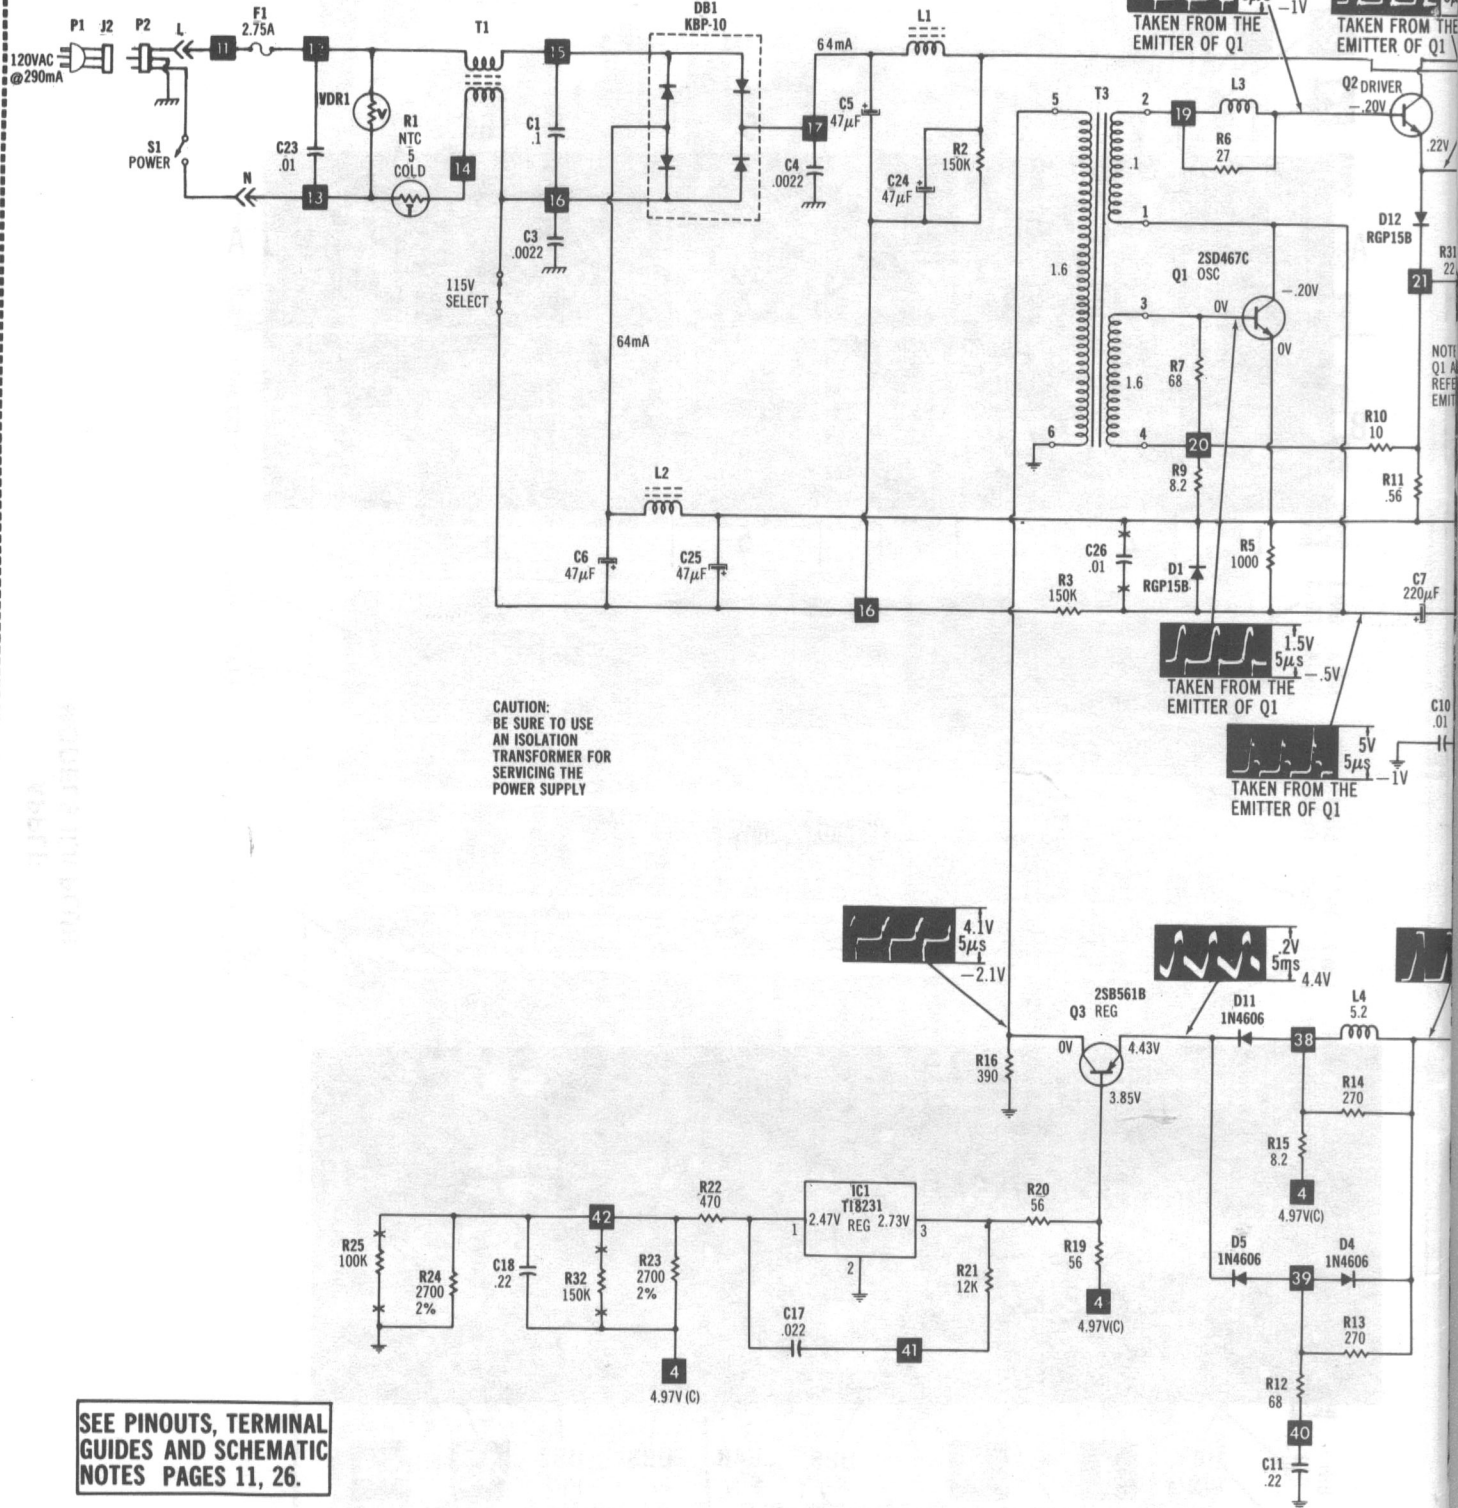 P1 J2 P2 L
F1
2.75A
11
12
120VAC
@290mA
S1
POWER
N
C23
.01
13
VDR1
R1
NTC
5
COLD
14
T1
15
C1
.1
16
C3
.0022
115V
SELECT
DB1
KBP-10
64mA
17
C4
.0022
64mA
C5
47μF
L1
C24
47μF
R2
150K
L2
C6
47μF
C25
47μF
16
T3
5
6
1.6
2
.1
1
3
1.6
4
19
L3
R6
27
-1V
TAKEN FROM THE
EMITTER OF Q1
TAKEN FROM THE
EMITTER OF Q1
Q2 DRIVER
-.20V
.22V
D12
RGP15B
R31
22
21
2SD467C
Q1 OSC
-.20V
0V
0V
R7
68
20
R9
8.2
R10
10
R11
.56
C26
.01
D1
RGP15B
R5
1000
R3
150K
C7
220μF
1.5V
5μs
-.5V
TAKEN FROM THE
EMITTER OF Q1
5V
5μs
-1V
TAKEN FROM THE
EMITTER OF Q1
C10
.01
CAUTION:
BE SURE TO USE
AN ISOLATION
TRANSFORMER FOR
SERVICING THE
POWER SUPPLY
4.1V
5μs
-2.1V
.2V
5ms
4.4V
2SB561B
Q3 REG
0V
4.43V
3.85V
R16
390
D11
1N4606
38
L4
5.2
R14
270
R15
8.2
4
4.97V(C)
D5
1N4606
39
D4
1N4606
R13
270
R12
68
40
C11
.22
R25
100K
R24
2700
2%
C18
.22
42
R32
150K
R23
2700
2%
4
4.97V (C)
R22
470
1
2.47V
IC1
TI8231
REG
2.73V
3
2
C17
.022
41
R21
12K
R20
56
R19
56
4
4.97V(C)
SEE PINOUTS, TERMINAL
GUIDES AND SCHEMATIC
NOTES PAGES 11, 26.